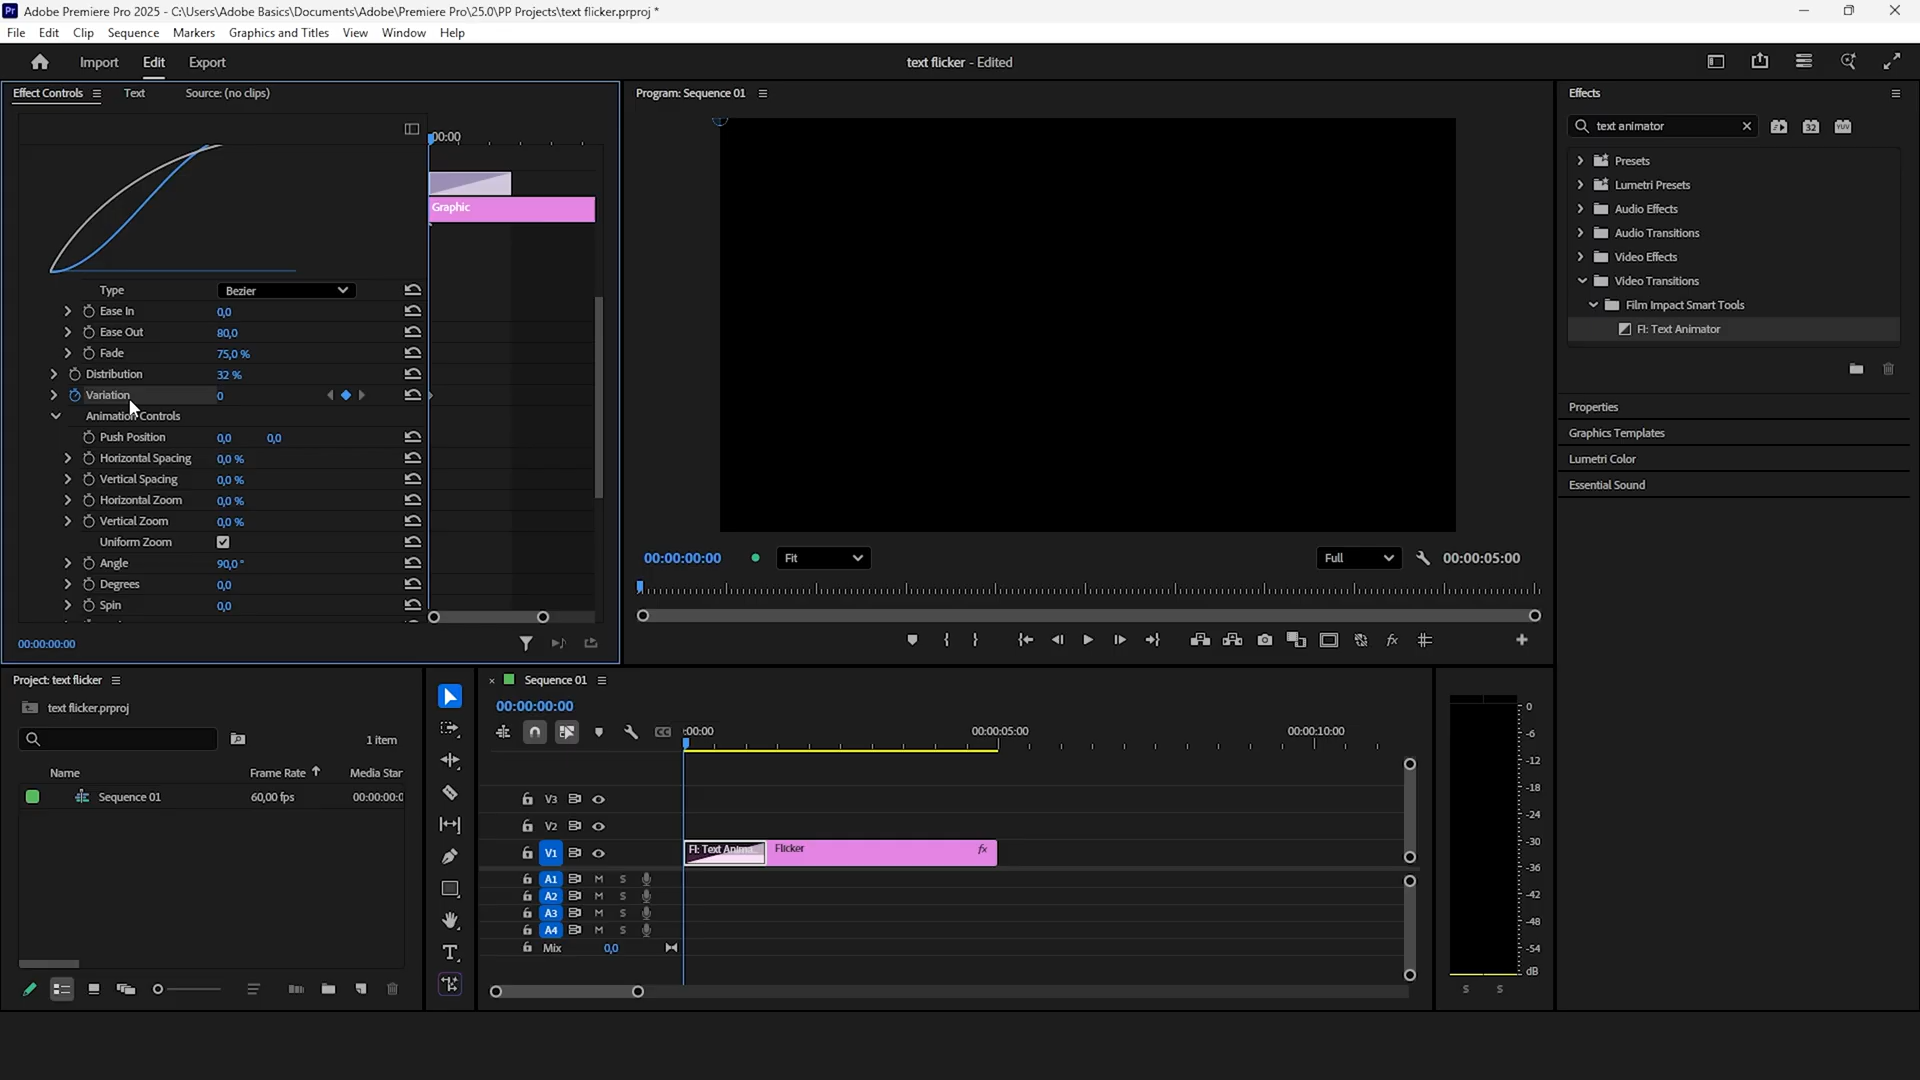 Pr Adobe Premiere Pro 2025 - C:\Users\Adobe Basics\Documents\Adobe\Premiere Pro\25.0\PP Projects\text flicker.prproj *
File Edit Clip Sequence Markers Graphics and Titles View Window Help
Import Edit Export text flicker - Edited
Effect Controls Text Source: (no clips)
:00:00
Graphic
Type Bezier
Ease In 0,0
Ease Out 80,0
Fade 75,0 %
Distribution 32 %
Variation 0
Animation Controls
Push Position 0,0 0,0
Horizontal Spacing 0,0 %
Vertical Spacing 0,0 %
Horizontal Zoom 0,0 %
Vertical Zoom 0,0 %
Uniform Zoom
Angle 90,0 °
Degrees 0,0
Spin 0,0
00:00:00:00
Program: Sequence 01
00:00:00:00 Fit Full 00:00:05:00
Effects
text animator 32 YUV
Presets
Lumetri Presets
Audio Effects
Audio Transitions
Video Effects
Video Transitions
Film Impact Smart Tools
FI: Text Animator
Properties
Graphics Templates
Lumetri Color
Essential Sound
Project: text flicker
text flicker.prproj
1 item
Name Frame Rate Media Star
Sequence 01 60,00 fps 00:00:00:0
× Sequence 01
00:00:00:00
CC :00:00 00:00:05:00 00:00:10:00
V3
V2
V1 FI: Text Anima... Flicker fx
A1 M S
A2 M S
A3 M S
A4 M S
Mix 0,0
0
-6
-12
-18
-24
-30
-36
-42
-48
-54
dB
S S